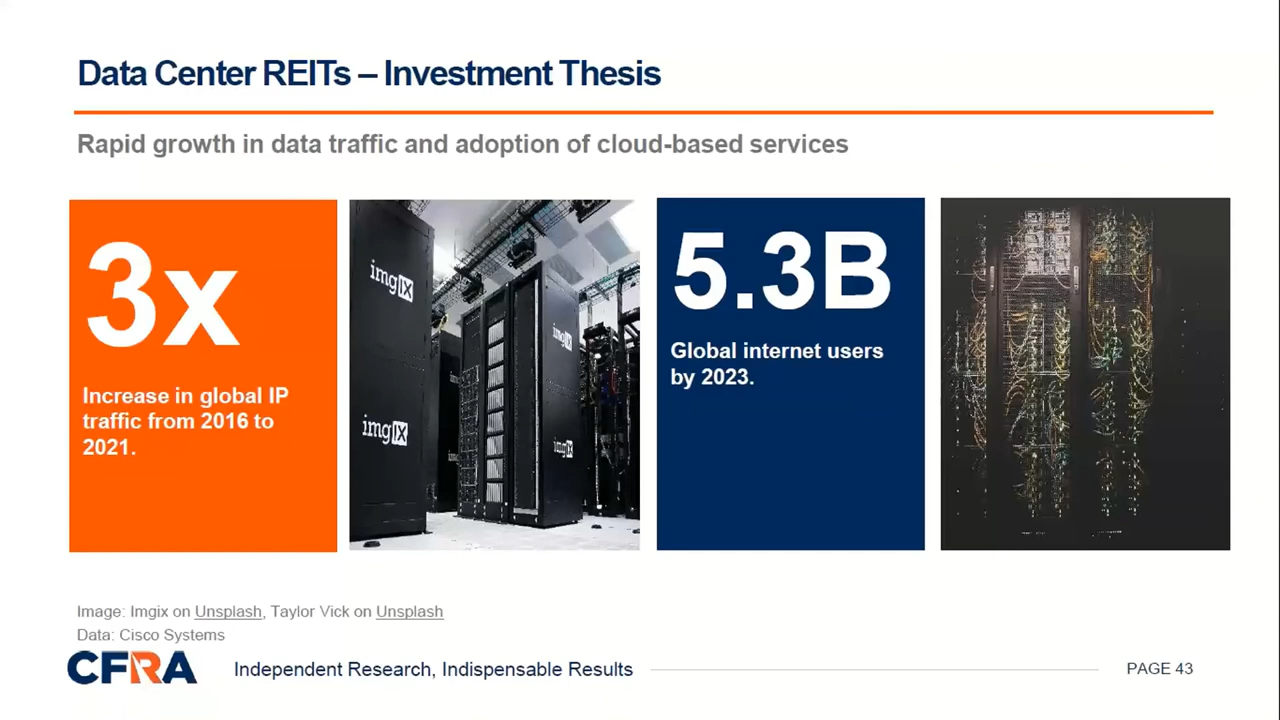 Data Center REITs – Investment Thesis
Rapid growth in data traffic and adoption of cloud-based services
3x
Increase in global IP
traffic from 2016 to
2021.
imgIX
imgIX
imgIX
imgIX
5.3B
Global internet users
by 2023.
Image: Imgix on Unsplash, Taylor Vick on Unsplash
Data: Cisco Systems
CFRA
Independent Research, Indispensable Results
PAGE 43